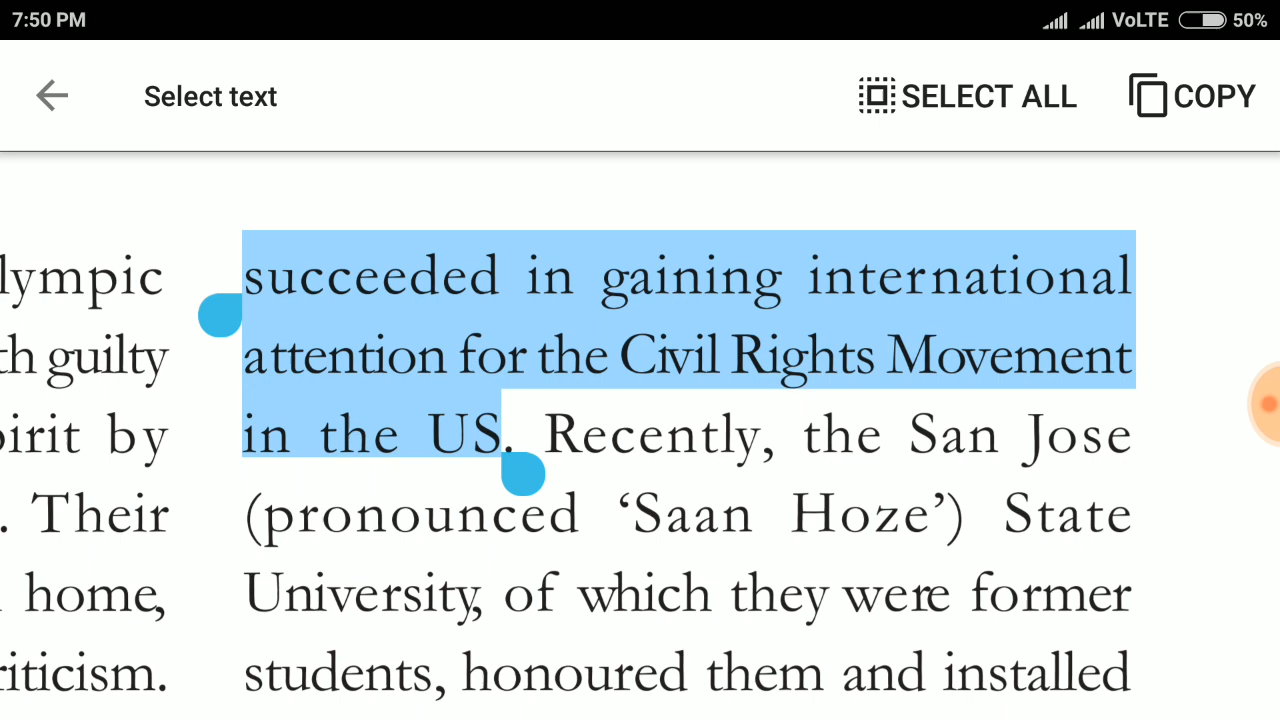 7:50 PM
VoLTE 50%
Select text
SELECT ALL
COPY
lympic
th guilty
irit by
. Their
home,
riticism.
succeeded in gaining international
attention for the Civil Rights Movement
in the US. Recently, the San Jose
(pronounced ‘Saan Hoze’) State
University, of which they were former
students, honoured them and installed